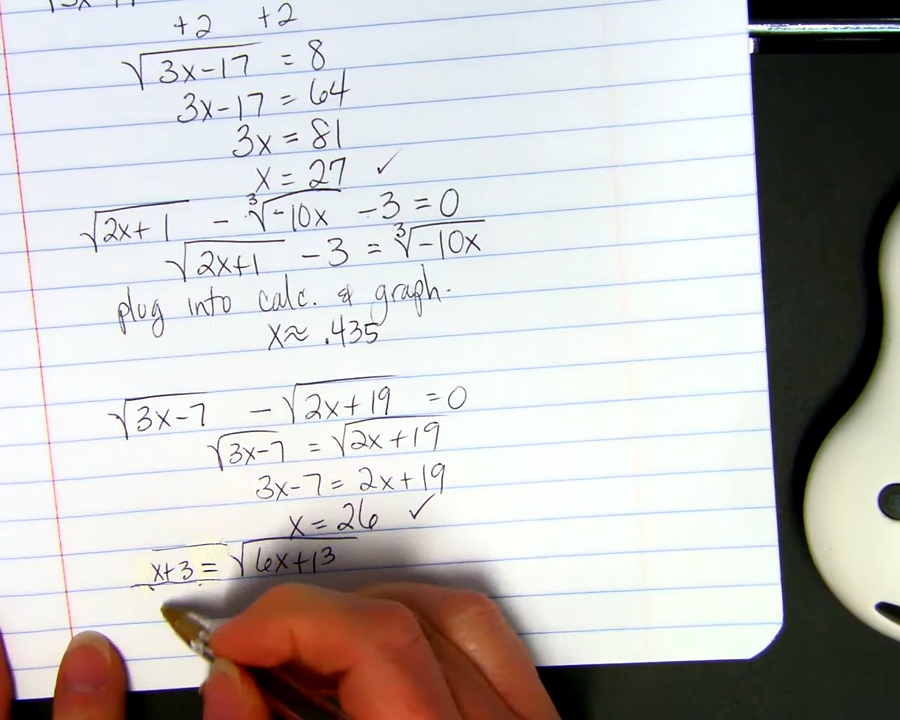 +2 +2
√3x-17 = 8
3x-17 = 64
3x = 81
x = 27 ✓
√2x+1 - ∛-10x - 3 = 0
√2x+1 - 3 = ∛-10x
plug into calc. & graph.
x ≈ .435
√3x-7 - √2x+19 = 0
√3x-7 = √2x+19
3x-7 = 2x+19
x = 26 ✓
x+3 = √6x+13